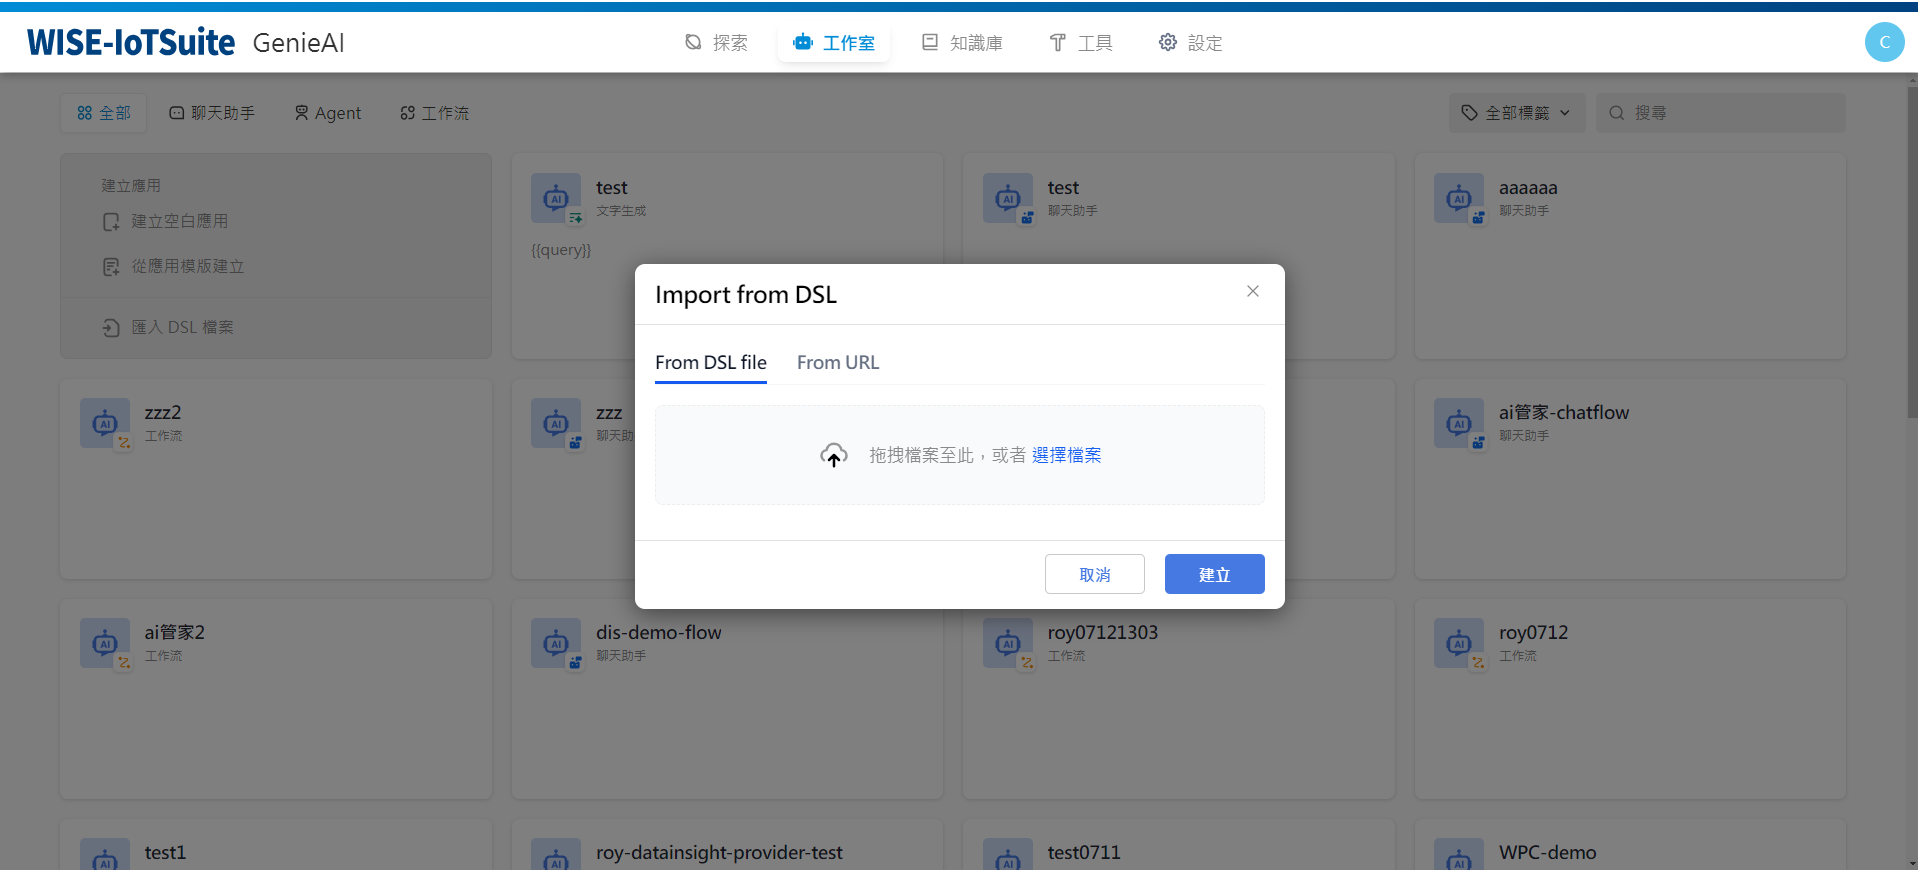 WISE-IoTSuite GenieAI
探索
工作室
知識庫
工具
設定
C
全部
聊天助手
Agent
工作流
全部標籤
搜尋
建立應用
建立空白應用
從應用模版建立
匯入 DSL 檔案
test
文字生成
{{query}}
test
聊天助手
aaaaaa
聊天助手
Import from DSL
From DSL file
From URL
拖拽檔案至此，或者 選擇檔案
取消
建立
zzz2
工作流
zzz
聊天助
ai管家-chatflow
聊天助手
ai管家2
工作流
dis-demo-flow
聊天助手
roy07121303
工作流
roy0712
工作流
test1
roy-datainsight-provider-test
test0711
WPC-demo